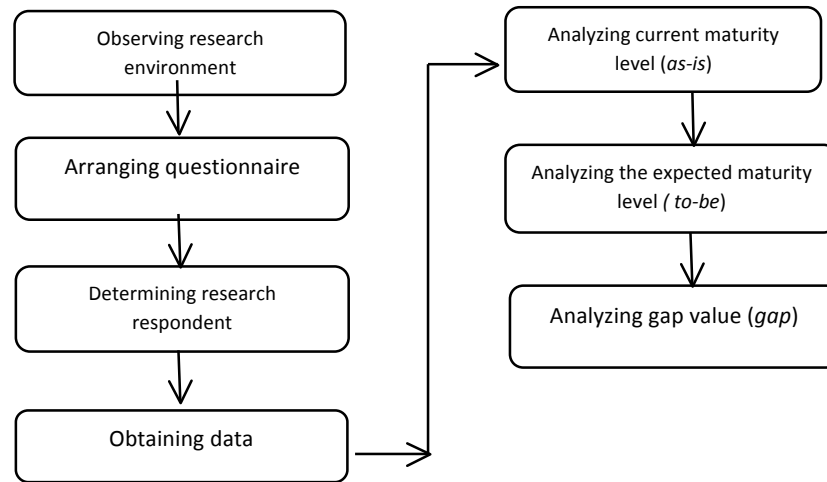 Observing research
environment
Arranging questionnaire
Determining research
respondent
Obtaining data
Analyzing current maturity
level (as-is)
Analyzing the expected maturity
level ( to-be)
Analyzing gap value (gap)